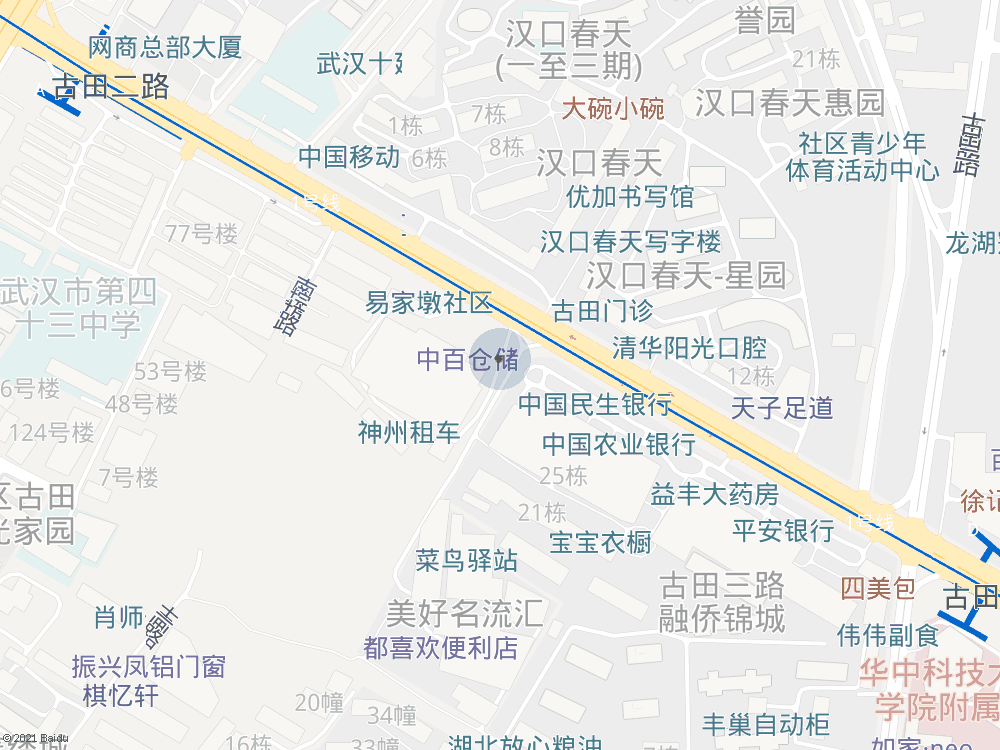 誉园
汉口春天
(一至三期)
网商总部大厦
21栋
武汉十
古田二路
汉口春天惠园
大碗小碗
7栋
1栋
8栋
6栋
中国移动
汉口春天
社区青少年
体育活动中心
优加书写馆
1号线
77号楼
汉口春天写字楼
龙湖
汉口春天-星园
武汉市第四
十三中学
易家墩社区
古田门诊
清华阳光口腔
中百仓储
12栋
53号楼
6号楼
48号楼
中国民生银行
天子足道
124号楼
神州租车
中国农业银行
7号楼
25栋
区古田
光家园
益丰大药房
徐记
21栋
平安银行
1号线
宝宝衣橱
菜鸟驿站
古田三路
融侨锦城
四美包
古田
美好名流汇
肖师
伟伟副食
都喜欢便利店
振兴凤铝门窗
棋忆轩
华中科技大
学院附属
20幢
34幢
丰巢自动柜
16栋
湖北放心粮油
如家
© 2021 Baidu